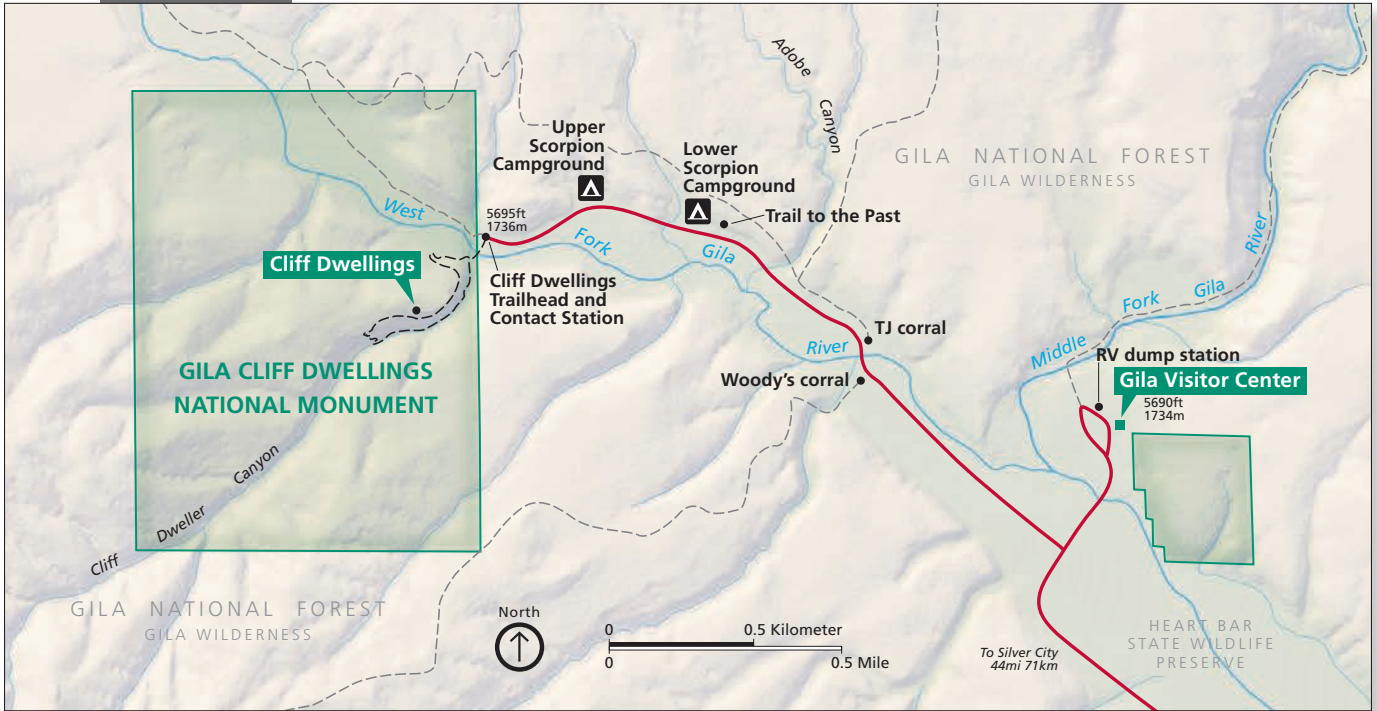 Adobe
Canyon
Upper
Scorpion
Campground
Lower
Scorpion
Campground
GILA NATIONAL FOREST
GILA WILDERNESS
West
5695ft
1736m
Trail to the Past
Fork
Gila
River
Cliff Dwellings
Cliff Dwellings
Trailhead and
Contact Station
Fork
Gila
River
TJ corral
Middle
RV dump station
Woody's corral
Gila Visitor Center
5690ft
1734m
GILA CLIFF DWELLINGS
NATIONAL MONUMENT
Cliff Dweller Canyon
GILA NATIONAL FOREST
GILA WILDERNESS
North
0 0.5 Kilometer
0 0.5 Mile
To Silver City
44mi 71km
HEART BAR
STATE WILDLIFE
PRESERVE